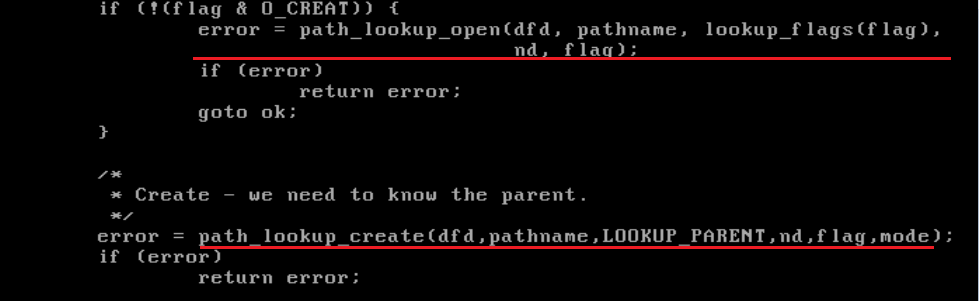 if (!(flag & O_CREAT)) {
error = path_lookup_open(dfd, pathname, lookup_flags(flag),
nd, flag);
if (error)
return error;
goto ok;
}
/*
* Create - we need to know the parent.
*/
error = path_lookup_create(dfd,pathname,LOOKUP_PARENT,nd,flag,mode);
if (error)
return error;